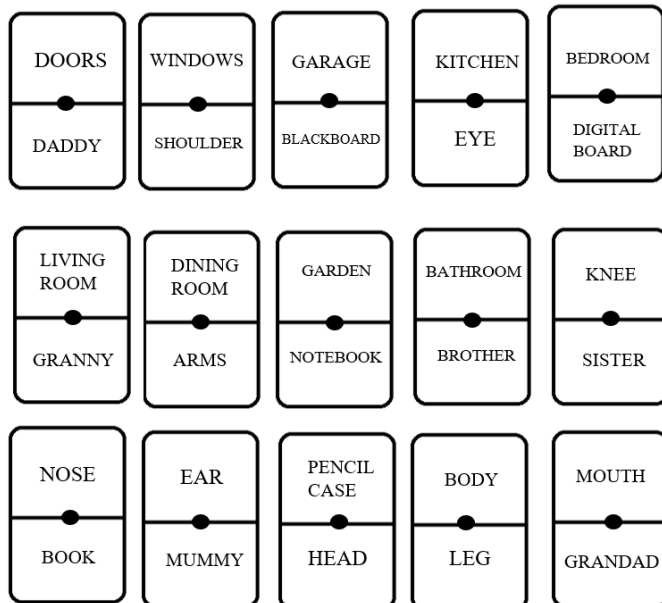 DOORS
DADDY
WINDOWS
SHOULDER
GARAGE
BLACKBOARD
KITCHEN
EYE
BEDROOM
DIGITAL
BOARD
LIVING
ROOM
GRANNY
DINING
ROOM
ARMS
GARDEN
NOTEBOOK
BATHROOM
BROTHER
KNEE
SISTER
NOSE
BOOK
EAR
MUMMY
PENCIL
CASE
HEAD
BODY
LEG
MOUTH
GRANDAD